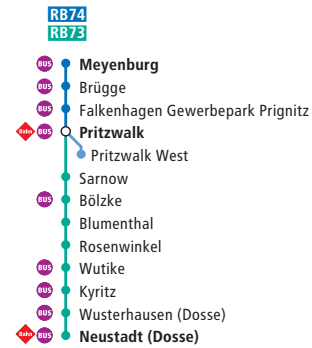 RB74
RB73
BUS Meyenburg
BUS Brügge
BUS Falkenhagen Gewerbepark Prignitz
Bahn BUS Pritzwalk
Pritzwalk West
Sarnow
BUS Bölzke
Blumenthal
Rosenwinkel
BUS Wutike
BUS Kyritz
BUS Wusterhausen (Dosse)
Bahn BUS Neustadt (Dosse)